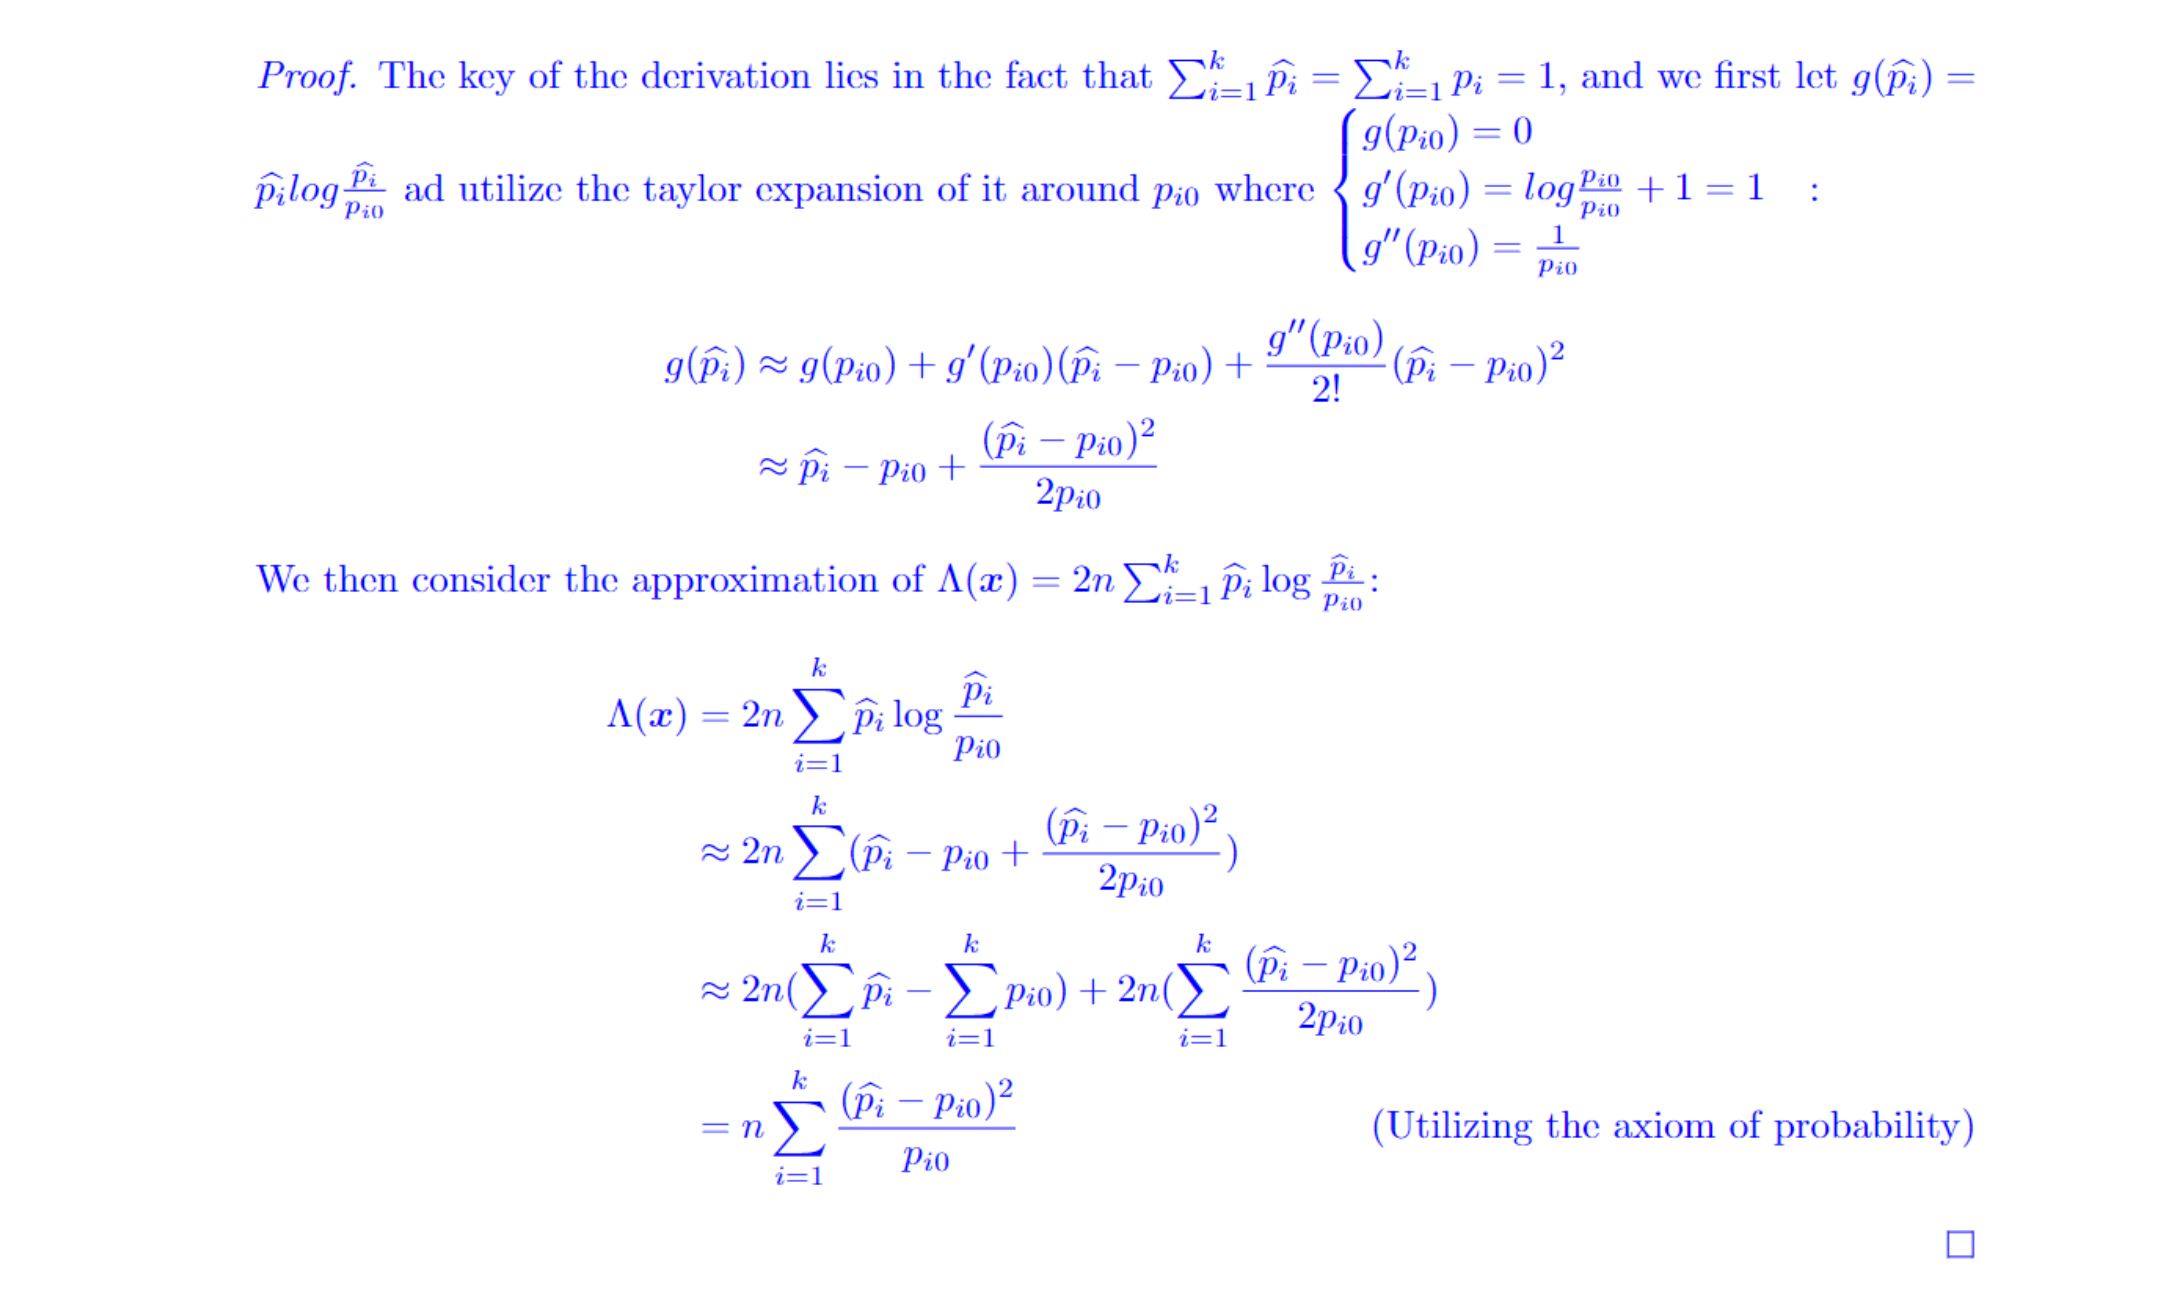 Proof. The key of the derivation lies in the fact that $\sum_{i=1}^{k} \widehat{p_i} = \sum_{i=1}^{k} p_i = 1$, and we first let $g(\widehat{p_i}) =$
$\widehat{p_i} log \frac{\widehat{p_i}}{p_{i0}}$ ad utilize the taylor expansion of it around $p_{i0}$ where $\begin{cases} g(p_{i0}) = 0 \\ g'(p_{i0}) = log \frac{p_{i0}}{p_{i0}} + 1 = 1 \\ g''(p_{i0}) = \frac{1}{p_{i0}} \end{cases}$ :
$g(\widehat{p_i}) \approx g(p_{i0}) + g'(p_{i0})(\widehat{p_i} - p_{i0}) + \frac{g''(p_{i0})}{2!}(\widehat{p_i} - p_{i0})^2$
$\approx \widehat{p_i} - p_{i0} + \frac{(\widehat{p_i} - p_{i0})^2}{2p_{i0}}$
We then consider the approximation of $\Lambda(\boldsymbol{x}) = 2n \sum_{i=1}^{k} \widehat{p_i} \log \frac{\widehat{p_i}}{p_{i0}}$:
$\Lambda(\boldsymbol{x}) = 2n \sum_{i=1}^{k} \widehat{p_i} \log \frac{\widehat{p_i}}{p_{i0}}$
$\approx 2n \sum_{i=1}^{k} (\widehat{p_i} - p_{i0} + \frac{(\widehat{p_i} - p_{i0})^2}{2p_{i0}})$
$\approx 2n(\sum_{i=1}^{k} \widehat{p_i} - \sum_{i=1}^{k} p_{i0}) + 2n(\sum_{i=1}^{k} \frac{(\widehat{p_i} - p_{i0})^2}{2p_{i0}})$
$= n \sum_{i=1}^{k} \frac{(\widehat{p_i} - p_{i0})^2}{p_{i0}}$ (Utilizing the axiom of probability)
□